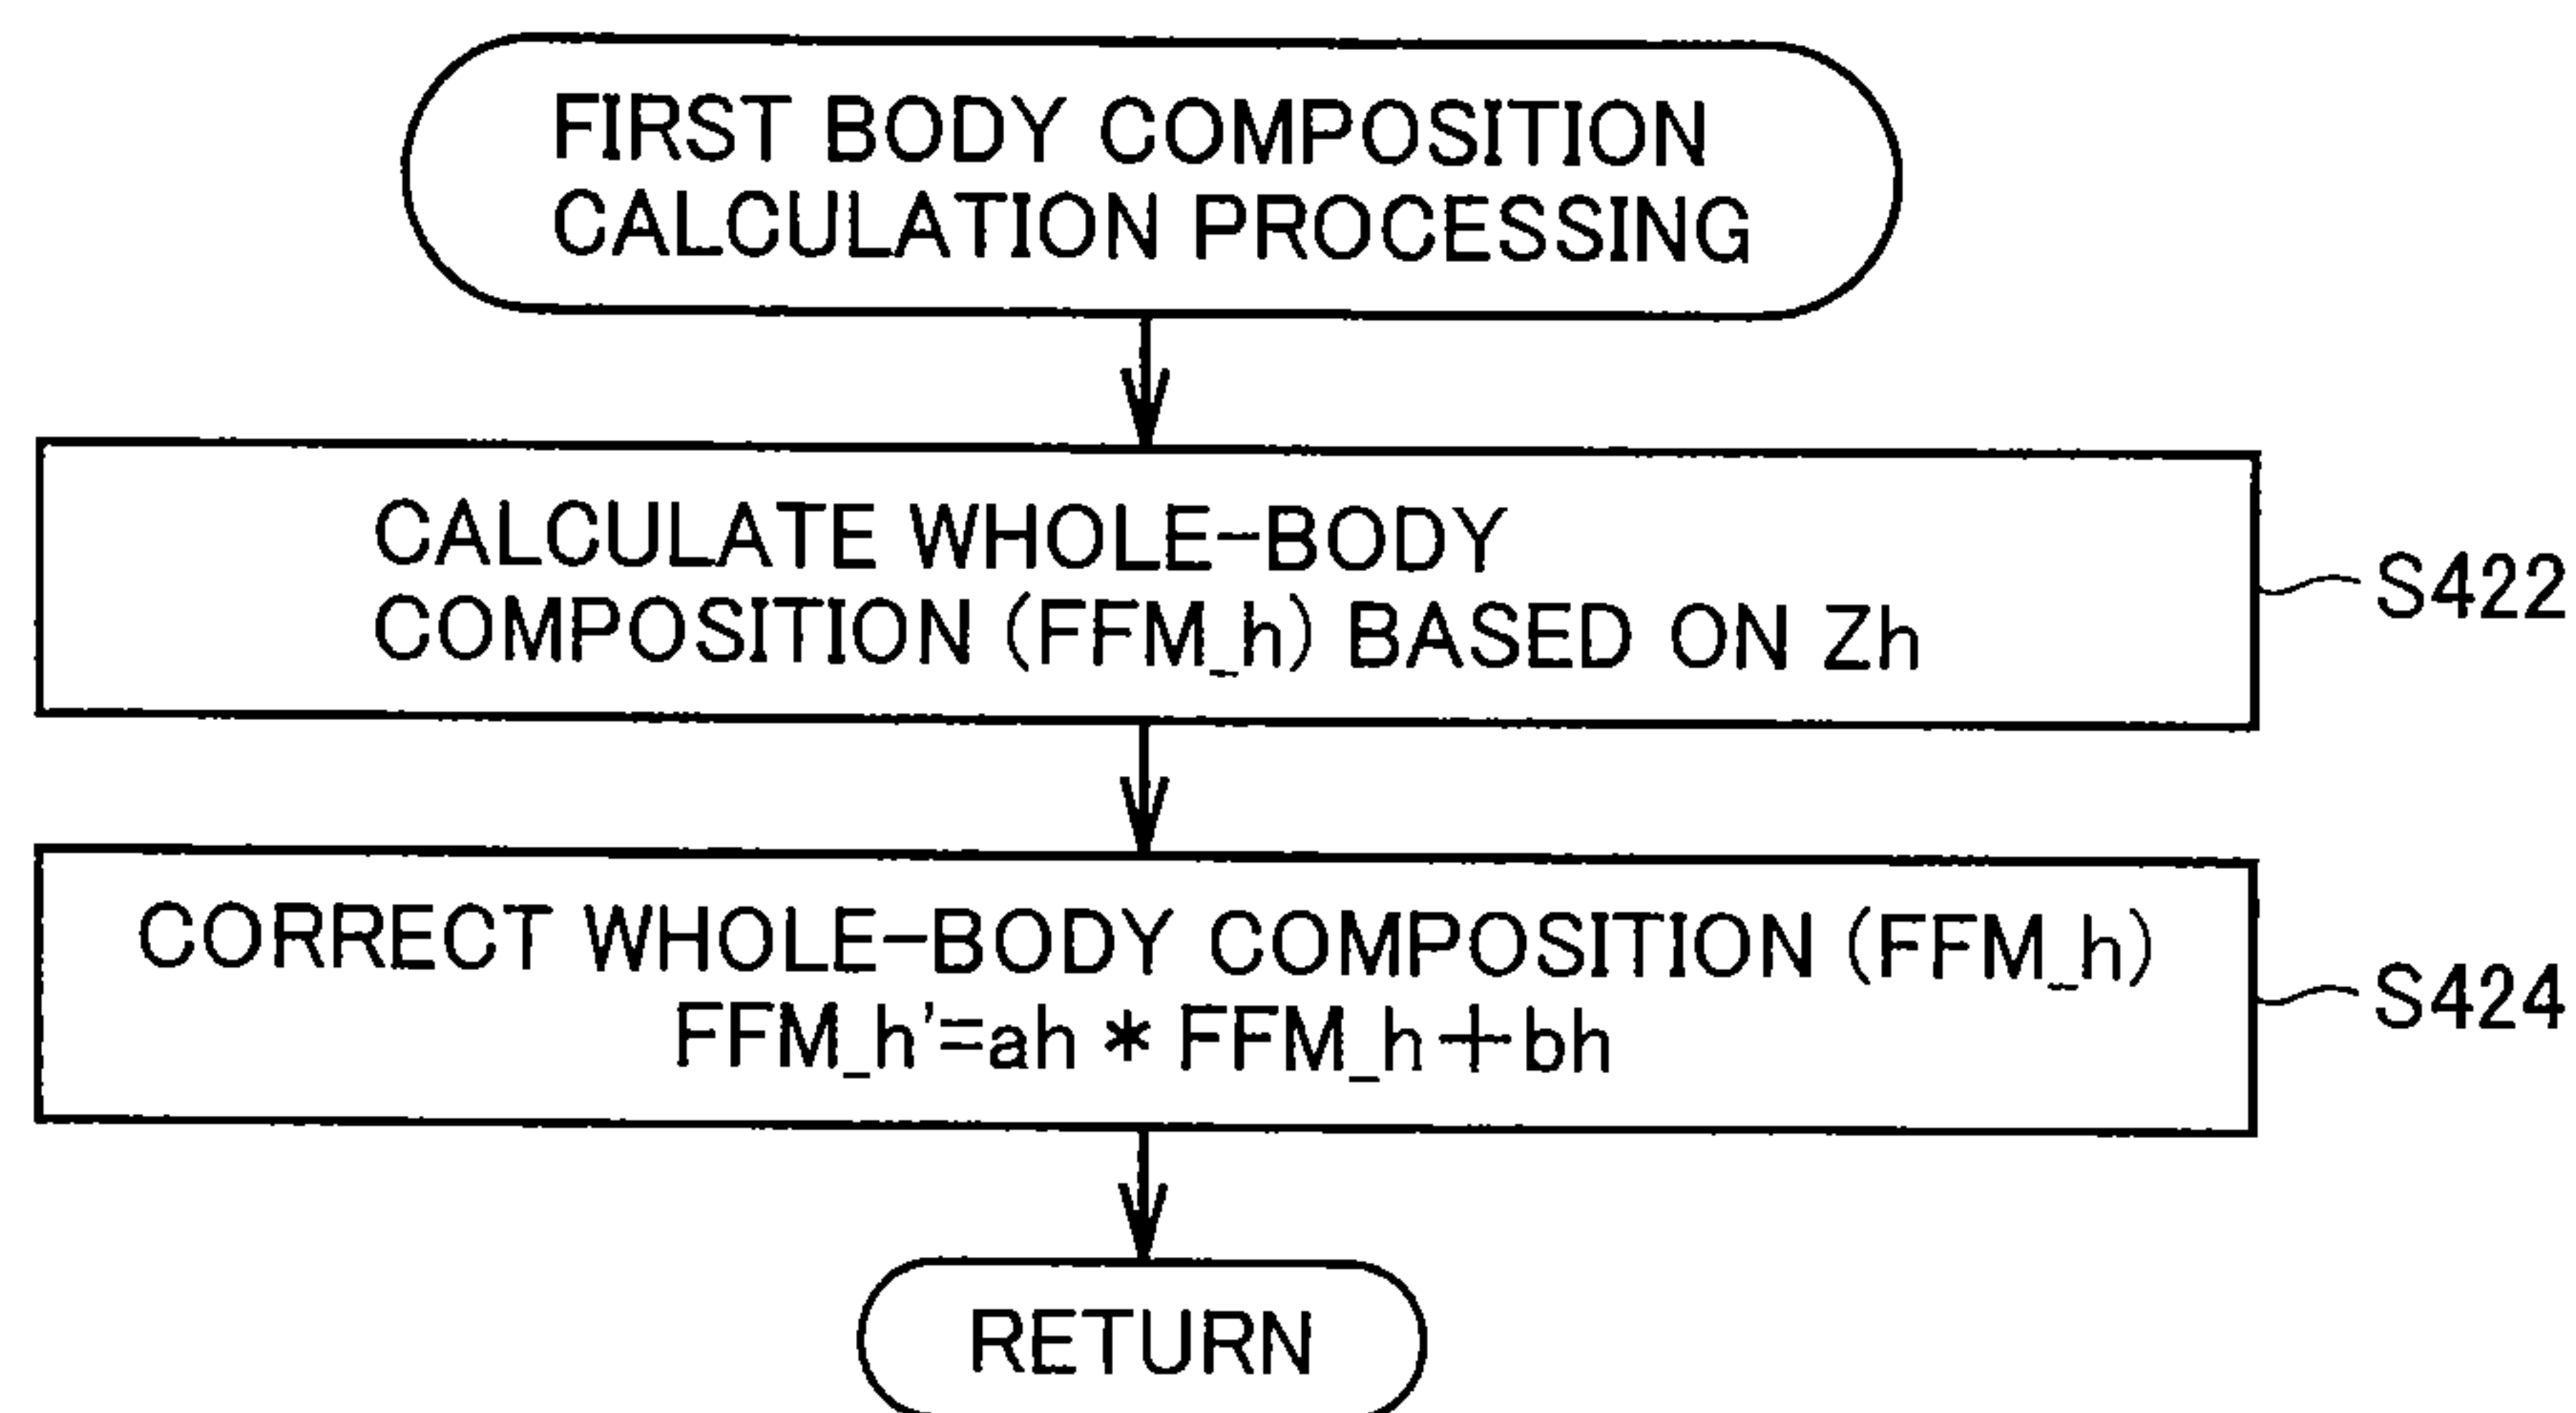 FIRST BODY COMPOSITION
CALCULATION PROCESSING
CALCULATE WHOLE-BODY
COMPOSITION (FFM_h) BASED ON Zh
S422
CORRECT WHOLE-BODY COMPOSITION (FFM_h)
FFM_h'=ah * FFM_h+bh
S424
RETURN